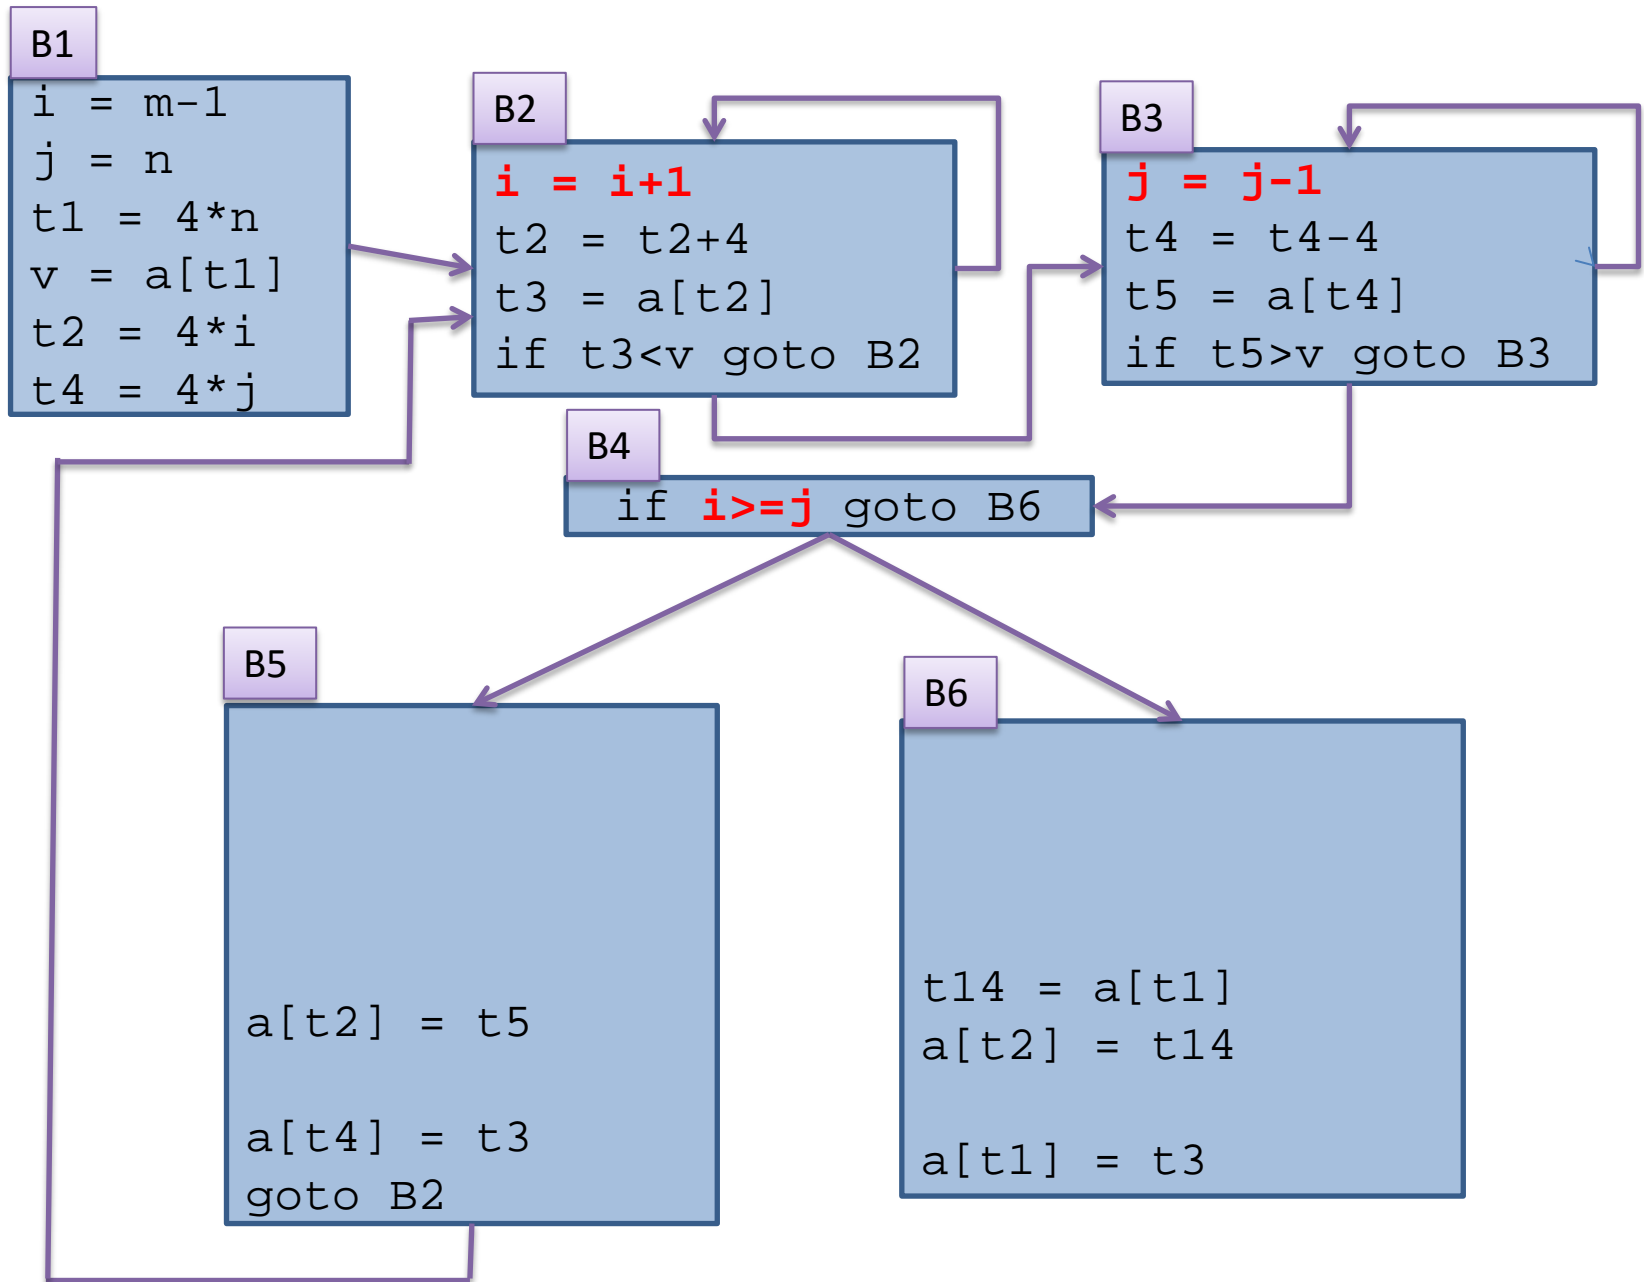 B1
i = m-1
j = n
t1 = 4*n
v = a[t1]
t2 = 4*i
t4 = 4*j
B2
i = i+1
t2 = t2+4
t3 = a[t2]
if t3<v goto B2
B3
j = j-1
t4 = t4-4
t5 = a[t4]
if t5>v goto B3
B4
if i>=j goto B6
B5
a[t2] = t5
a[t4] = t3
goto B2
B6
t14 = a[t1]
a[t2] = t14
a[t1] = t3